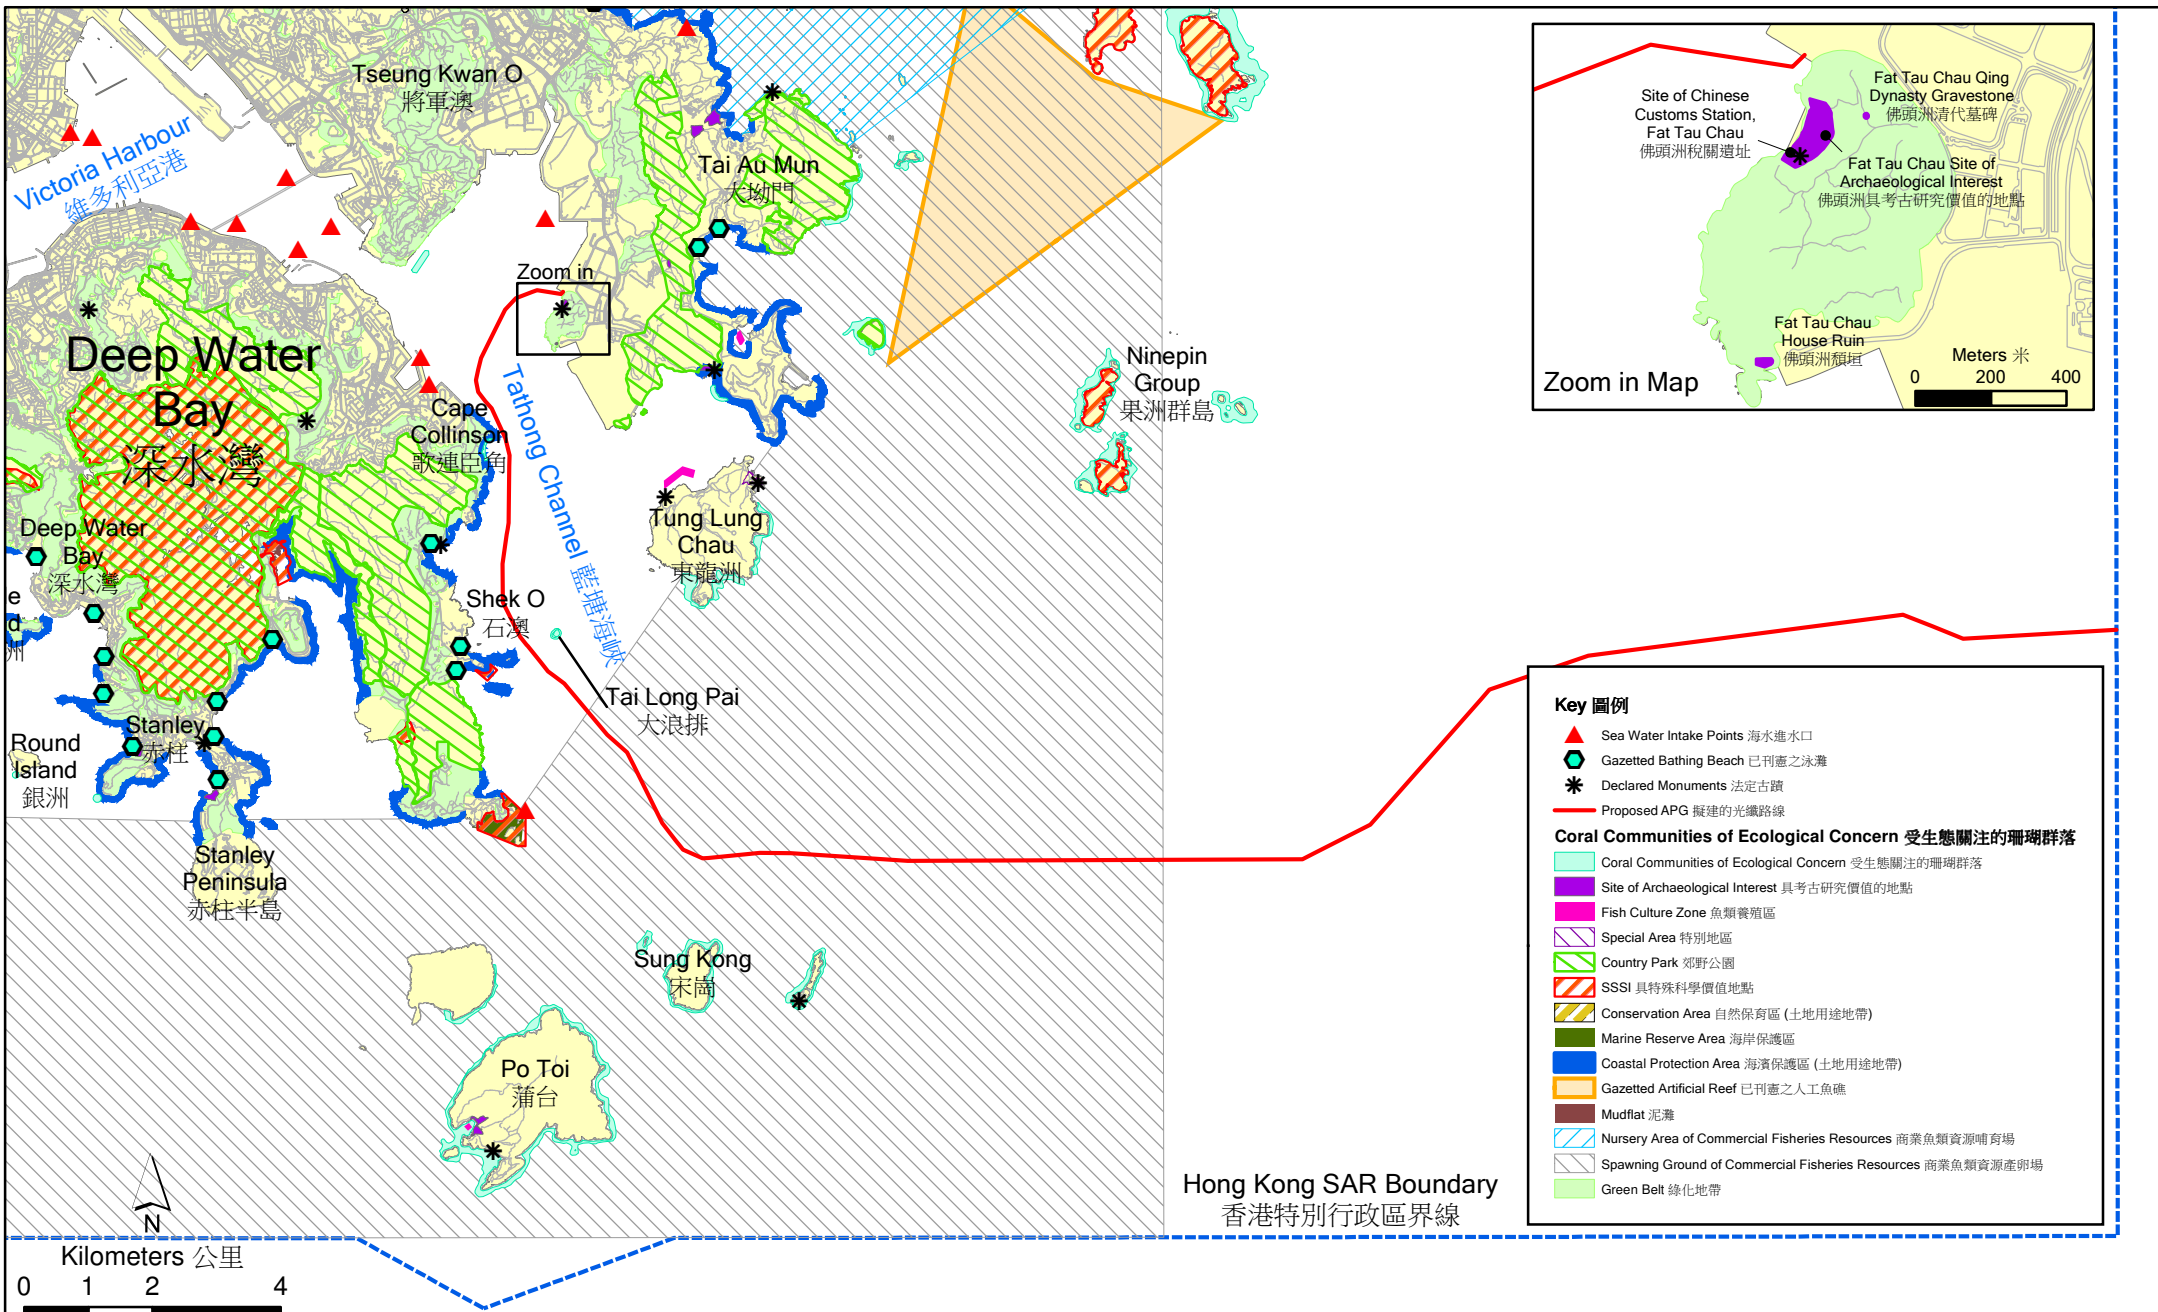 Tseung Kwan O
將軍澳
Victoria Harbour
維多利亞港
Tai Au Mun
大坳門
Zoom in
Deep Water
Bay
深水灣
Cape
Collinson
歌連臣角
Tathong Channel 藍塘海峽
Ninepin
Group
果洲群島
Deep Water
Bay
深水灣
e
d
洲
Tung Lung
Chau
東龍洲
Shek O
石澳
Tai Long Pai
大浪排
Stanley
赤柱
Round
Island
銀洲
Stanley
Peninsula
赤柱半島
Sung Kong
宋崗
Po Toi
蒲台
Hong Kong SAR Boundary
香港特別行政區界線
N
Kilometers 公里
0 1 2 4
Site of Chinese
Customs Station,
Fat Tau Chau
佛頭洲稅關遺址
Fat Tau Chau Qing
Dynasty Gravestone
佛頭洲清代墓碑
Fat Tau Chau Site of
Archaeological Interest
佛頭洲具考古研究價值的地點
Fat Tau Chau
House Ruin
佛頭洲頹垣
Zoom in Map
Meters 米
0 200 400
Key 圖例
Sea Water Intake Points 海水進水口
Gazetted Bathing Beach 已刊憲之泳灘
Declared Monuments 法定古蹟
Proposed APG 擬建的光纖路線
Coral Communities of Ecological Concern 受生態關注的珊瑚群落
Coral Communities of Ecological Concern 受生態關注的珊瑚群落
Site of Archaeological Interest 具考古研究價值的地點
Fish Culture Zone 魚類養殖區
Special Area 特別地區
Country Park 郊野公園
SSSI 具特殊科學價值地點
Conservation Area 自然保育區 (土地用途地帶)
Marine Reserve Area 海岸保護區
Coastal Protection Area 海濱保護區 (土地用途地帶)
Gazetted Artificial Reef 已刊憲之人工魚礁
Mudflat 泥灘
Nursery Area of Commercial Fisheries Resources 商業魚類資源哺育場
Spawning Ground of Commercial Fisheries Resources 商業魚類資源產卵場
Green Belt 綠化地帶